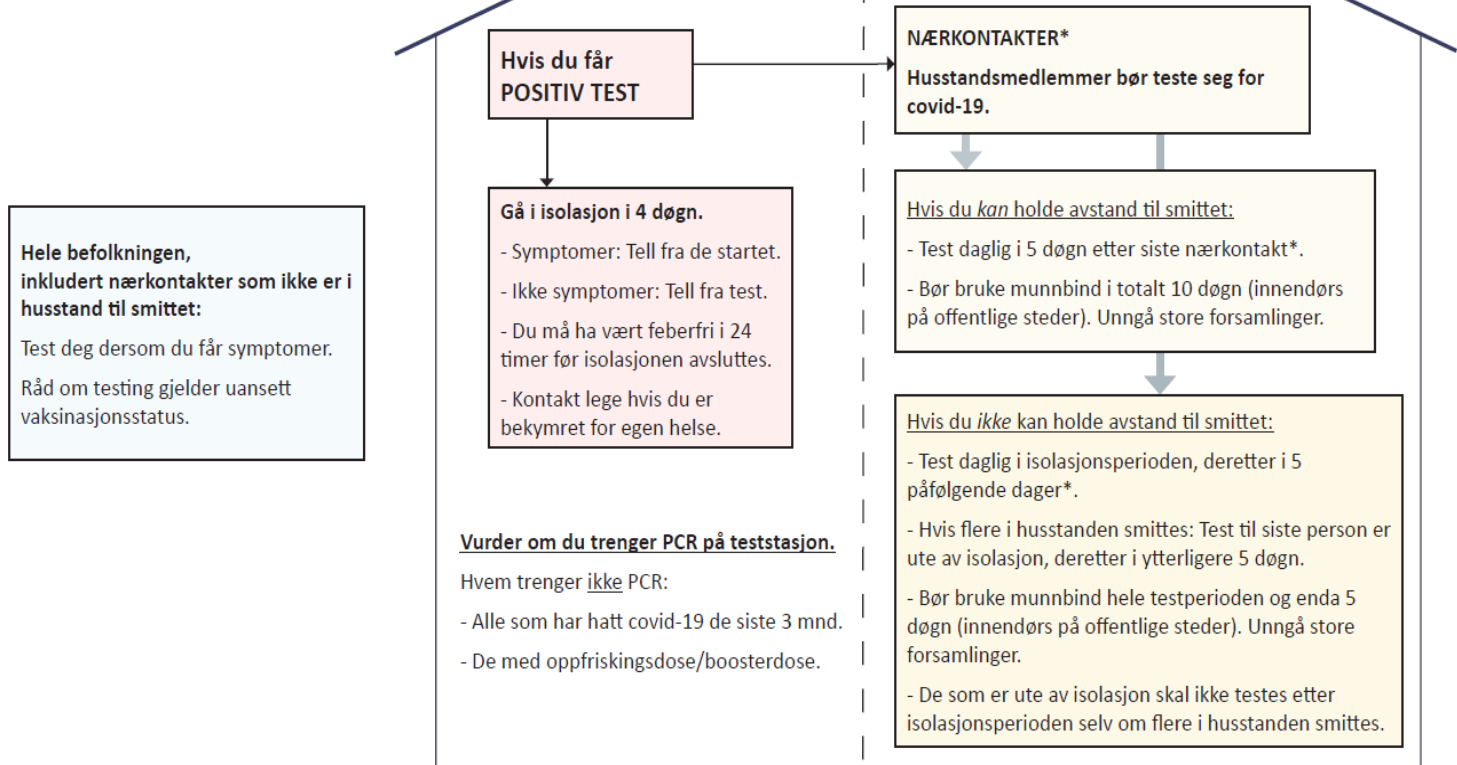 Hele befolkningen,
inkludert nærkontakter som ikke er i
husstand til smittet:
Test deg dersom du får symptomer.
Råd om testing gjelder uansett
vaksinasjonsstatus.
Hvis du får
POSITIV TEST
Gå i isolasjon i 4 døgn.
- Symptomer: Tell fra de startet.
- Ikke symptomer: Tell fra test.
- Du må ha vært feberfri i 24
timer før isolasjonen avsluttes.
- Kontakt lege hvis du er
bekymret for egen helse.
Vurder om du trenger PCR på teststasjon.
Hvem trenger ikke PCR:
- Alle som har hatt covid-19 de siste 3 mnd.
- De med oppfriskingsdose/boosterdose.
NÆRKONTAKTER*
Husstandsmedlemmer bør teste seg for
covid-19.
Hvis du kan holde avstand til smittet:
- Test daglig i 5 døgn etter siste nærkontakt*.
- Bør bruke munnbind i totalt 10 døgn (innendørs
på offentlige steder). Unngå store forsamlinger.
Hvis du ikke kan holde avstand til smittet:
- Test daglig i isolasjonsperioden, deretter i 5
påfølgende dager*.
- Hvis flere i husstanden smittes: Test til siste person er
ute av isolasjon, deretter i ytterligere 5 døgn.
- Bør bruke munnbind hele testperioden og enda 5
døgn (innendørs på offentlige steder). Unngå store
forsamlinger.
- De som er ute av isolasjon skal ikke testes etter
isolasjonsperioden selv om flere i husstanden smittes.